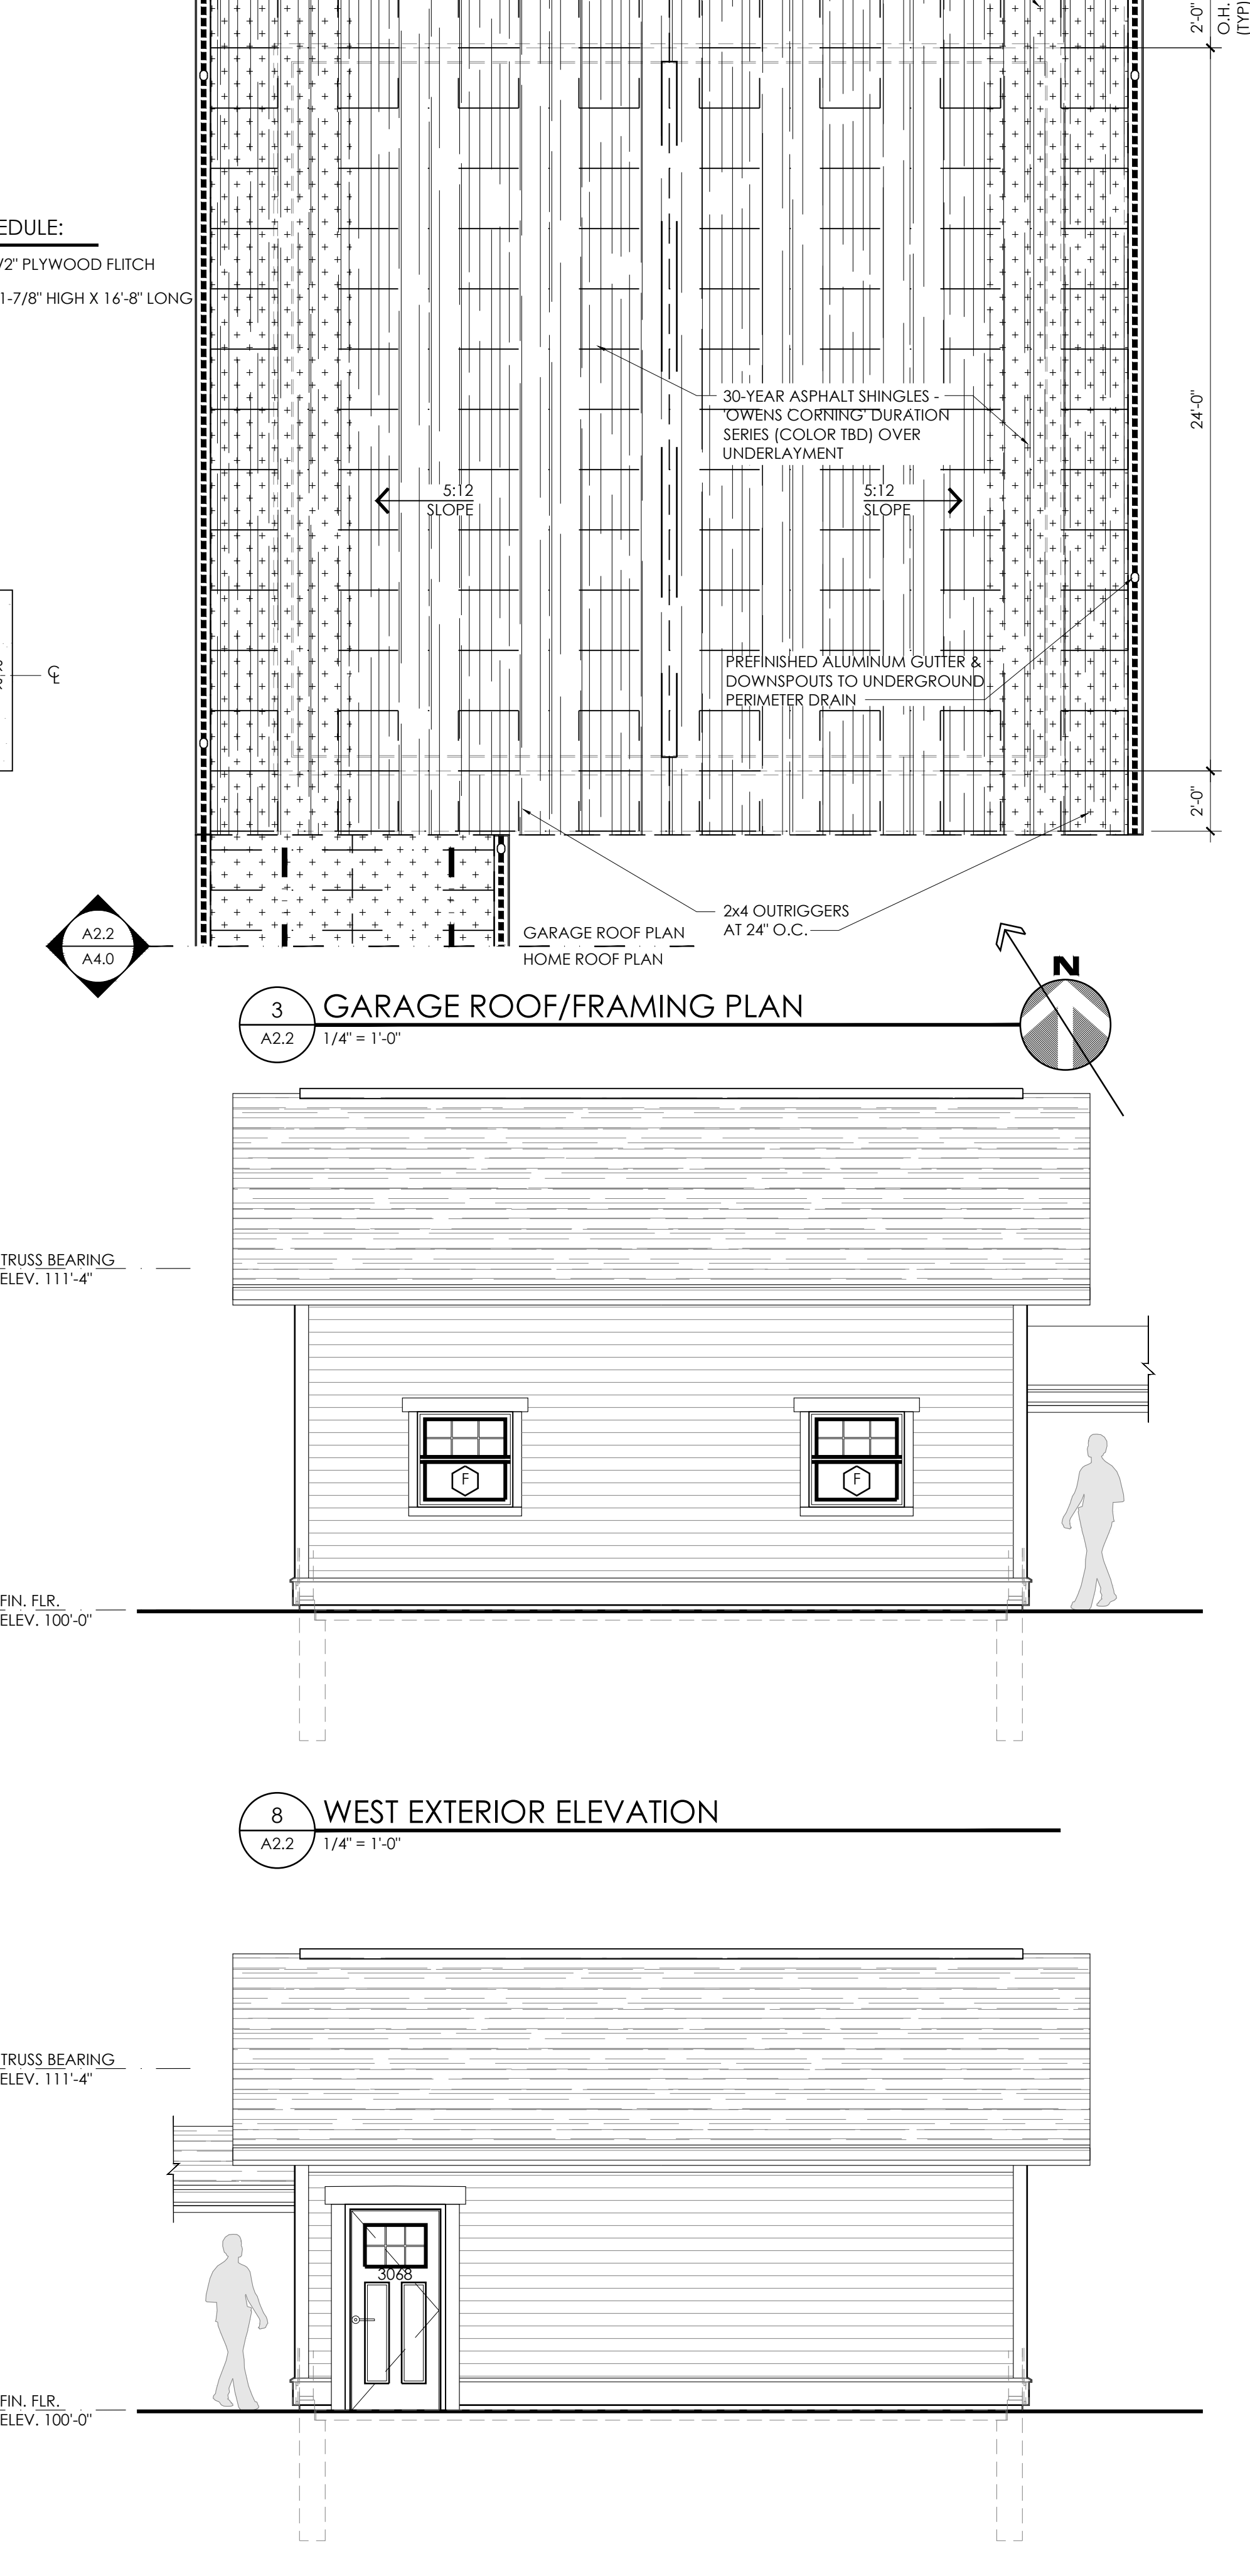 2'-0"
O.H.
(TYP)
EDULE:
/2" PLYWOOD FLITCH
1-7/8" HIGH X 16'-8" LONG
24'-0"
30-YEAR ASPHALT SHINGLES -
'OWENS CORNING' DURATION
SERIES (COLOR TBD) OVER
UNDERLAYMENT
5:12
SLOPE
5:12
SLOPE
PREFINISHED ALUMINUM GUTTER &
DOWNSPOUTS TO UNDERGROUND
PERIMETER DRAIN
2'-0"
2x4 OUTRIGGERS
AT 24" O.C.
A2.2
A4.0
GARAGE ROOF PLAN
HOME ROOF PLAN
N
3
A2.2
GARAGE ROOF/FRAMING PLAN
1/4" = 1'-0"
TRUSS BEARING
ELEV. 111'-4"
F
F
FIN. FLR.
ELEV. 100'-0"
8
A2.2
WEST EXTERIOR ELEVATION
1/4" = 1'-0"
TRUSS BEARING
ELEV. 111'-4"
3068
FIN. FLR.
ELEV. 100'-0"